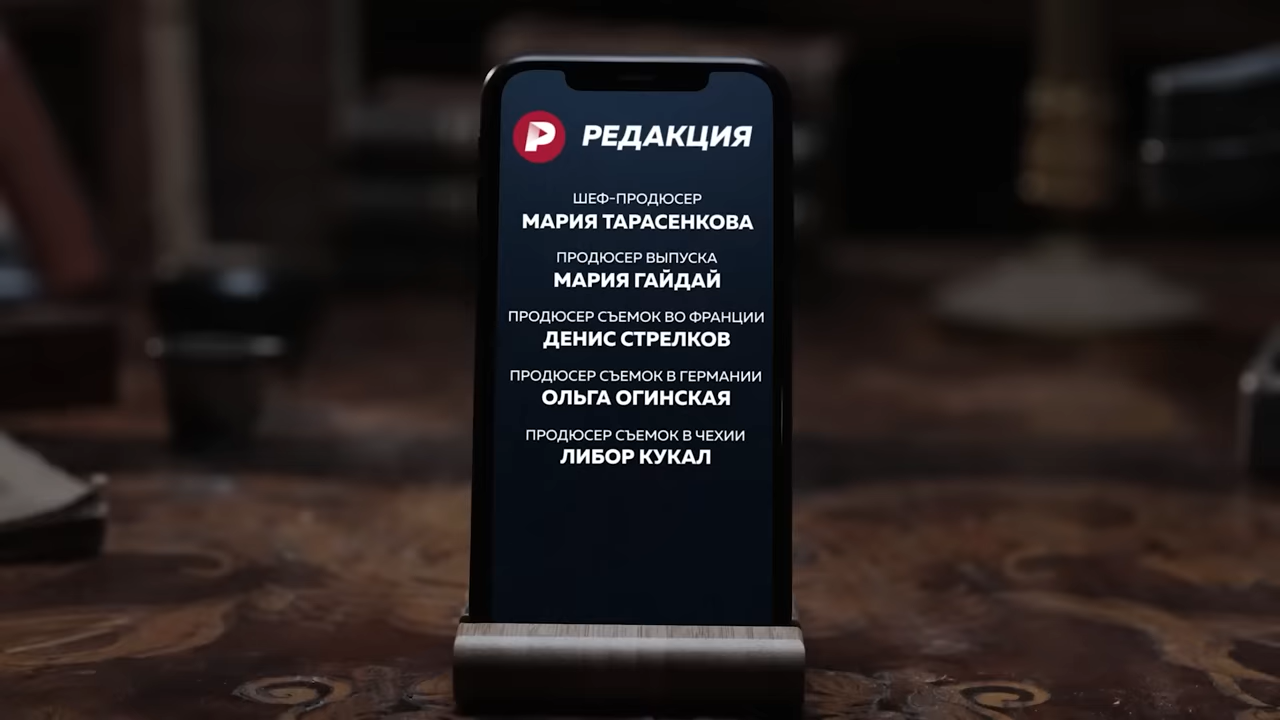 Р РЕДАКЦИЯ
ШЕФ-ПРОДЮСЕР
МАРИЯ ТАРАСЕНКОВА
ПРОДЮСЕР ВЫПУСКА
МАРИЯ ГАЙДАЙ
ПРОДЮСЕР СЪЕМОК ВО ФРАНЦИИ
ДЕНИС СТРЕЛКОВ
ПРОДЮСЕР СЪЕМОК В ГЕРМАНИИ
ОЛЬГА ОГИНСКАЯ
ПРОДЮСЕР СЪЕМОК В ЧЕХИИ
ЛИБОР КУКАЛ